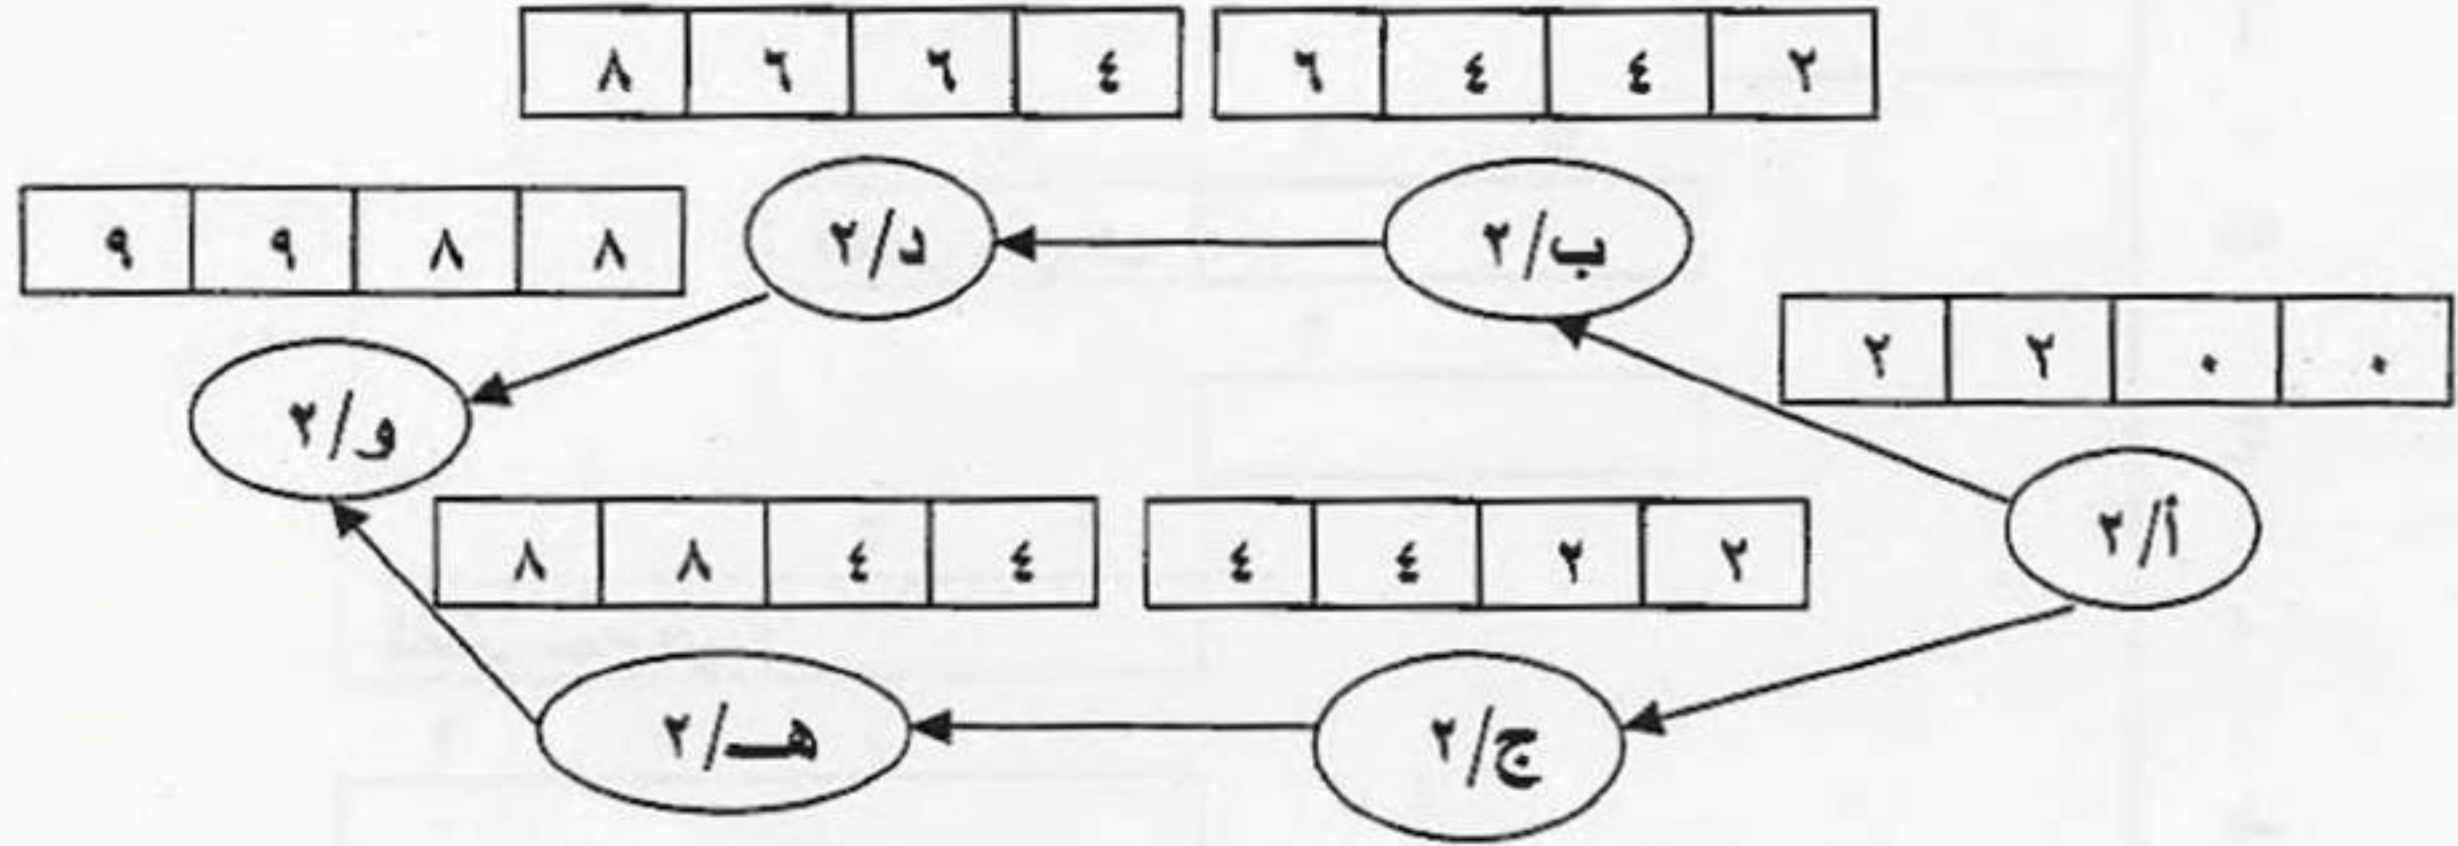 ٢ ٤ ٤ ٦
٤ ٦ ٦ ٨
ب/٢
د/٢
٨ ٨ ٩ ٩
٠ ٠ ٢ ٢
و/٢
أ/٢
٢ ٢ ٤ ٤
٤ ٤ ٨ ٨
ج/٢
هـ/٢